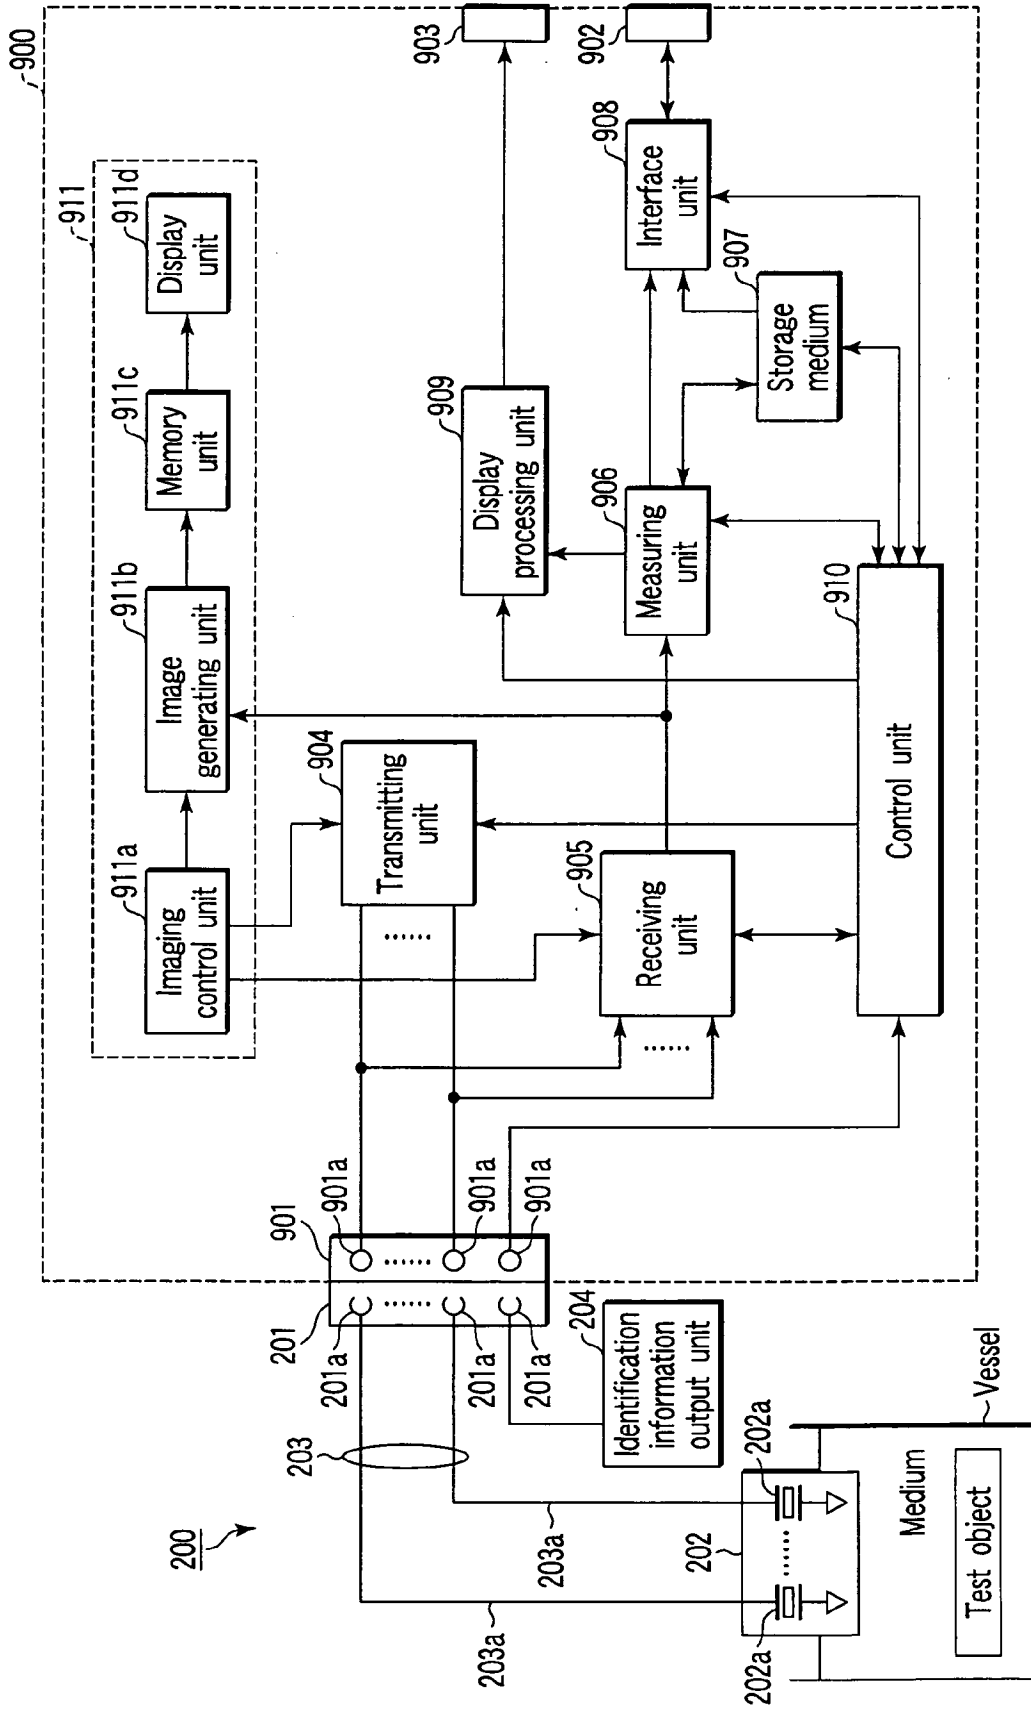 900
911
911a
Imaging
control unit
911b
Image
generating unit
911c
Memory
unit
911d
Display
unit
903
902
904
Transmitting
unit
905
Receiving
unit
909
Display
processing unit
906
Measuring
unit
907
Storage
medium
908
Interface
unit
910
Control unit
901
901a
901a
901a
201
201a
201a
201a
204
Identification
information
output unit
200
203
203a
203a
202
202a
202a
Medium
Vessel
Test object